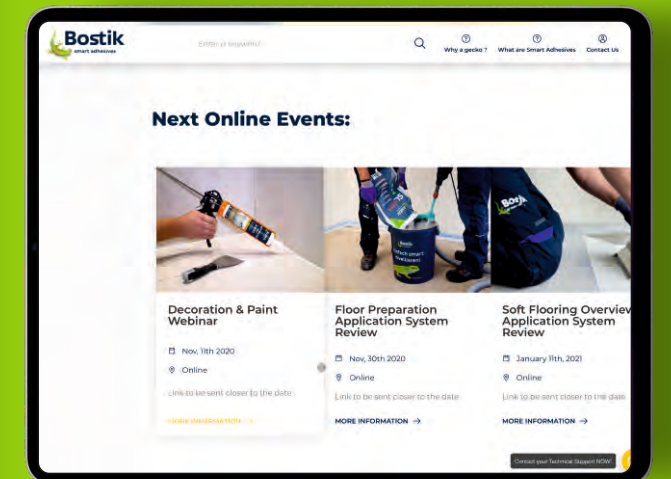 Bostik
smart adhesives
Enter a keyword
Why a gecko ?
What are Smart Adhesives
Contact Us
Next Online Events:
Bostik
Bostik
Decoration & Paint
Webinar
Nov, 11th 2020
Online
Link to be sent closer to the date
MORE INFORMATION →
Floor Preparation
Application System
Review
Nov, 30th 2020
Online
Link to be sent closer to the date
MORE INFORMATION →
Soft Flooring Overview
Application System
Review
January 11th, 2021
Online
Link to be sent closer to the date
MORE INFORMATION →
Contact your Technical Support NOW!